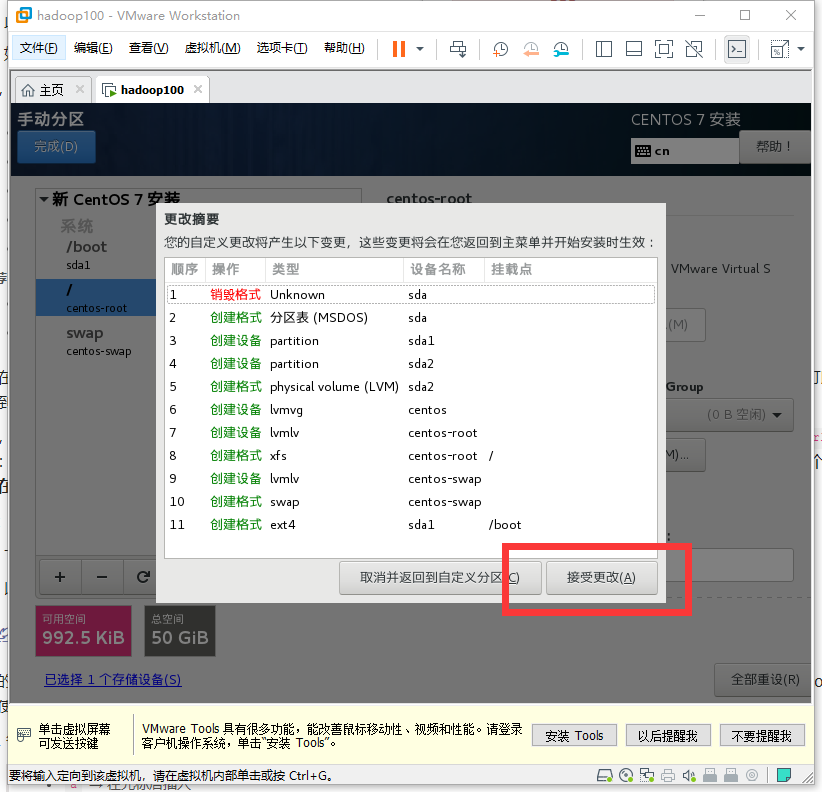 hadoop100 - VMware Workstation
文件(F) 编辑(E) 查看(V) 虚拟机(M) 选项卡(T) 帮助(H)
主页 hadoop100
手动分区
CENTOS 7 安装
完成(D)
cn
帮助！
新 CentOS 7 安装
centos-root
系统
/boot
sda1
/
centos-root
swap
centos-swap
更改摘要
您的自定义更改将产生以下变更，这些变更将会在您返回到主菜单并开始安装时生效：
顺序 操作 类型 设备名称 挂载点
1 销毁格式 Unknown sda
2 创建格式 分区表 (MSDOS) sda
3 创建设备 partition sda1
4 创建设备 partition sda2
5 创建格式 physical volume (LVM) sda2
6 创建设备 lvmvg centos
7 创建设备 lvmlv centos-root
8 创建格式 xfs centos-root /
9 创建设备 lvmlv centos-swap
10 创建格式 swap centos-swap
11 创建格式 ext4 sda1 /boot
取消并返回到自定义分区(C) 接受更改(A)
VMware Virtual S
(M)
Group
(0 B 空闲)
M)...
+ −
可用空间
992.5 KiB
总空间
50 GiB
已选择 1 个存储设备(S)
全部重设(R)
单击虚拟屏幕
可发送按键
VMware Tools 具有很多功能，能改善鼠标移动性、视频和性能。请登录
客户机操作系统，单击“安装 Tools”。
安装 Tools 以后提醒我 不要提醒我
要将输入定向到该虚拟机，请在虚拟机内部单击或按 Ctrl+G。